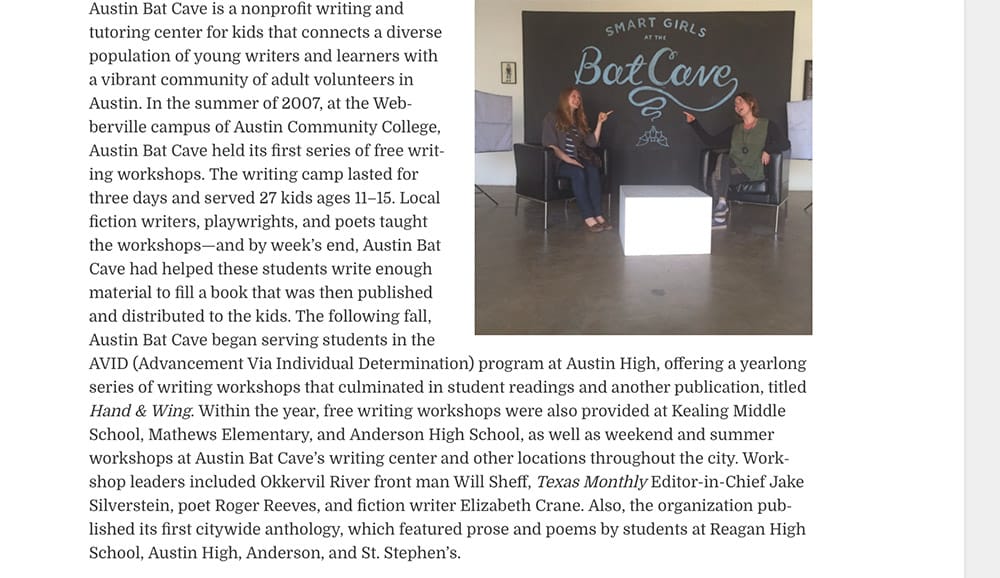 Austin Bat Cave is a nonprofit writing and
tutoring center for kids that connects a diverse
population of young writers and learners with
a vibrant community of adult volunteers in
Austin. In the summer of 2007, at the Web-
berville campus of Austin Community College,
Austin Bat Cave held its first series of free writ-
ing workshops. The writing camp lasted for
three days and served 27 kids ages 11–15. Local
fiction writers, playwrights, and poets taught
the workshops—and by week’s end, Austin Bat
Cave had helped these students write enough
material to fill a book that was then published
and distributed to the kids. The following fall,
Austin Bat Cave began serving students in the
AVID (Advancement Via Individual Determination) program at Austin High, offering a yearlong
series of writing workshops that culminated in student readings and another publication, titled
Hand & Wing. Within the year, free writing workshops were also provided at Kealing Middle
School, Mathews Elementary, and Anderson High School, as well as weekend and summer
workshops at Austin Bat Cave’s writing center and other locations throughout the city. Work-
shop leaders included Okkervil River front man Will Sheff, Texas Monthly Editor-in-Chief Jake
Silverstein, poet Roger Reeves, and fiction writer Elizabeth Crane. Also, the organization pub-
lished its first citywide anthology, which featured prose and poems by students at Reagan High
School, Austin High, Anderson, and St. Stephen’s.
SMART GIRLS
AT THE
Bat Cave